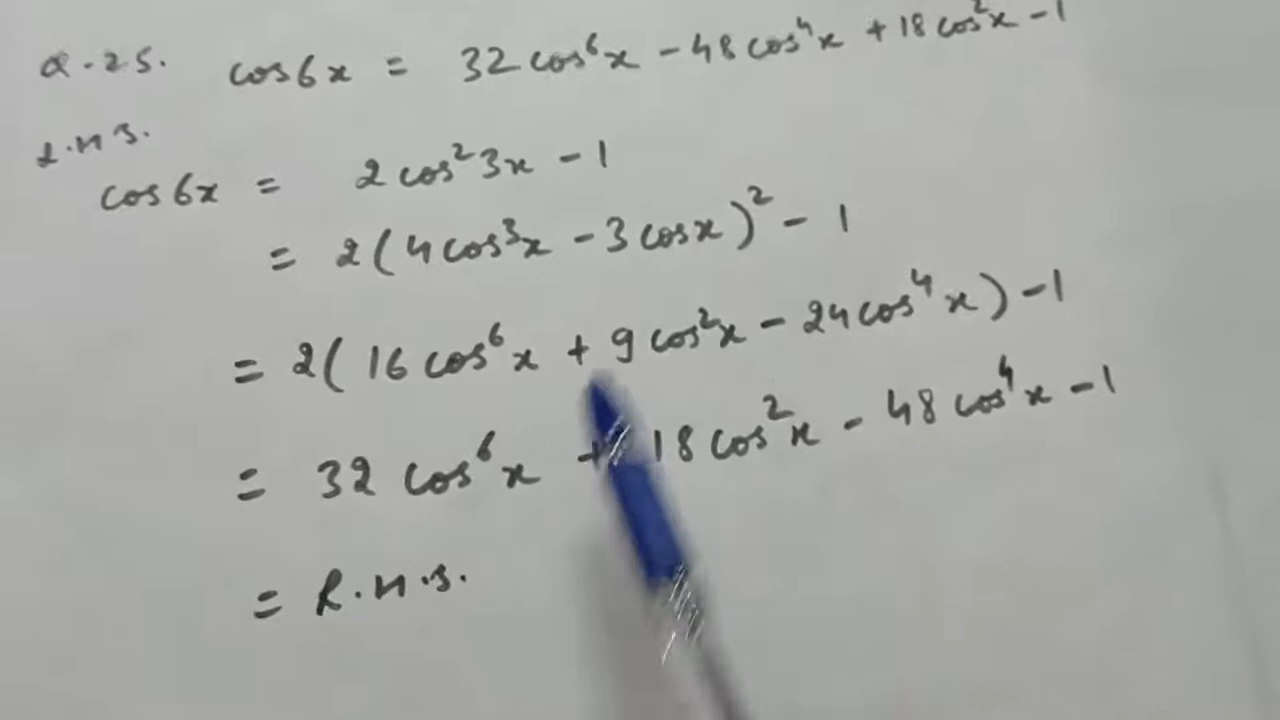 Q.25. cos6x = 32cos⁶x - 48cos⁴x + 18cos²x - 1
L.H.S.
cos6x = 2cos²3x - 1
= 2(4cos³x - 3cosx)² - 1
= 2(16cos⁶x + 9cos²x - 24cos⁴x) - 1
= 32cos⁶x + 18cos²x - 48cos⁴x - 1
= R.H.S.